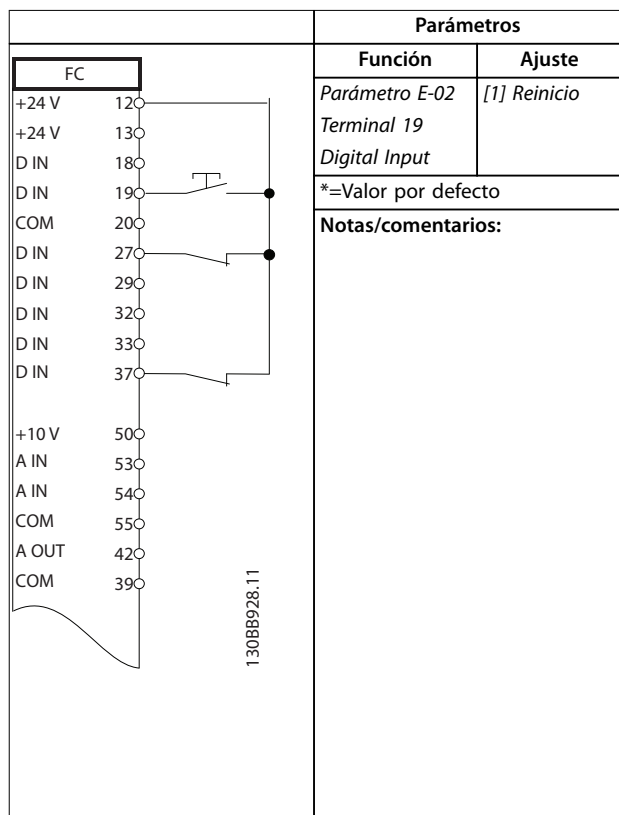 Parámetros
Función Ajuste
Parámetro E-02 [1] Reinicio
Terminal 19
Digital Input
*=Valor por defecto
Notas/comentarios:
FC
+24 V 12
+24 V 13
D IN 18
D IN 19
COM 20
D IN 27
D IN 29
D IN 32
D IN 33
D IN 37
+10 V 50
A IN 53
A IN 54
COM 55
A OUT 42
COM 39
130BB928.11